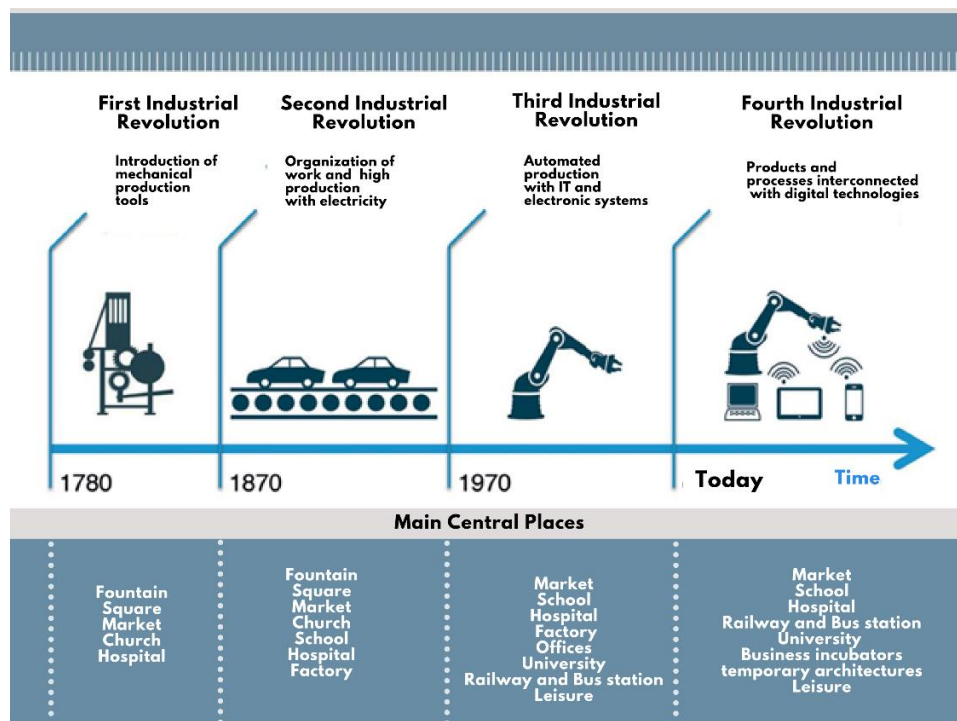 First Industrial
Revolution
Second Industrial
Revolution
Third Industrial
Revolution
Fourth Industrial
Revolution
Introduction of
mechanical
production
tools
Organization of
work and high
production
with electricity
Automated
production
with IT and
electronic systems
Products and
processes interconnected
with digital technologies
1780
1870
1970
Today
Time
Main Central Places
Fountain
Square
Market
Church
Hospital
Fountain
Square
Market
Church
School
Hospital
Factory
Market
School
Hospital
Factory
Offices
University
Railway and Bus station
Leisure
Market
School
Hospital
Railway and Bus station
University
Business incubators
temporary architectures
Leisure